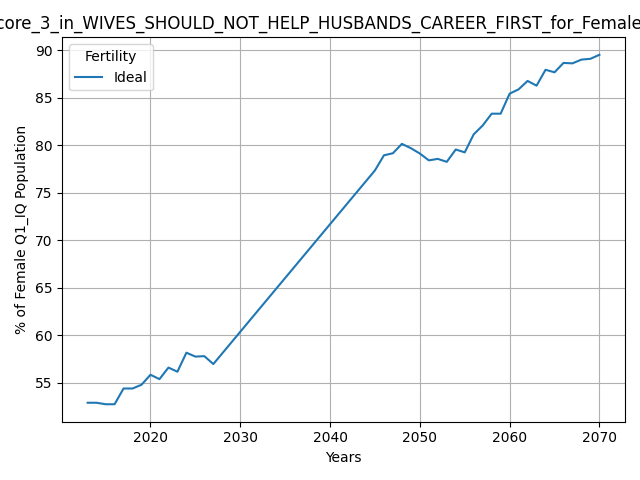 core_3_in_WIVES_SHOULD_NOT_HELP_HUSBANDS_CAREER_FIRST_for_Female
Fertility
Ideal
90
85
80
75
70
65
60
55
% of Female Q1_IQ Population
2020 2030 2040 2050 2060 2070
Years